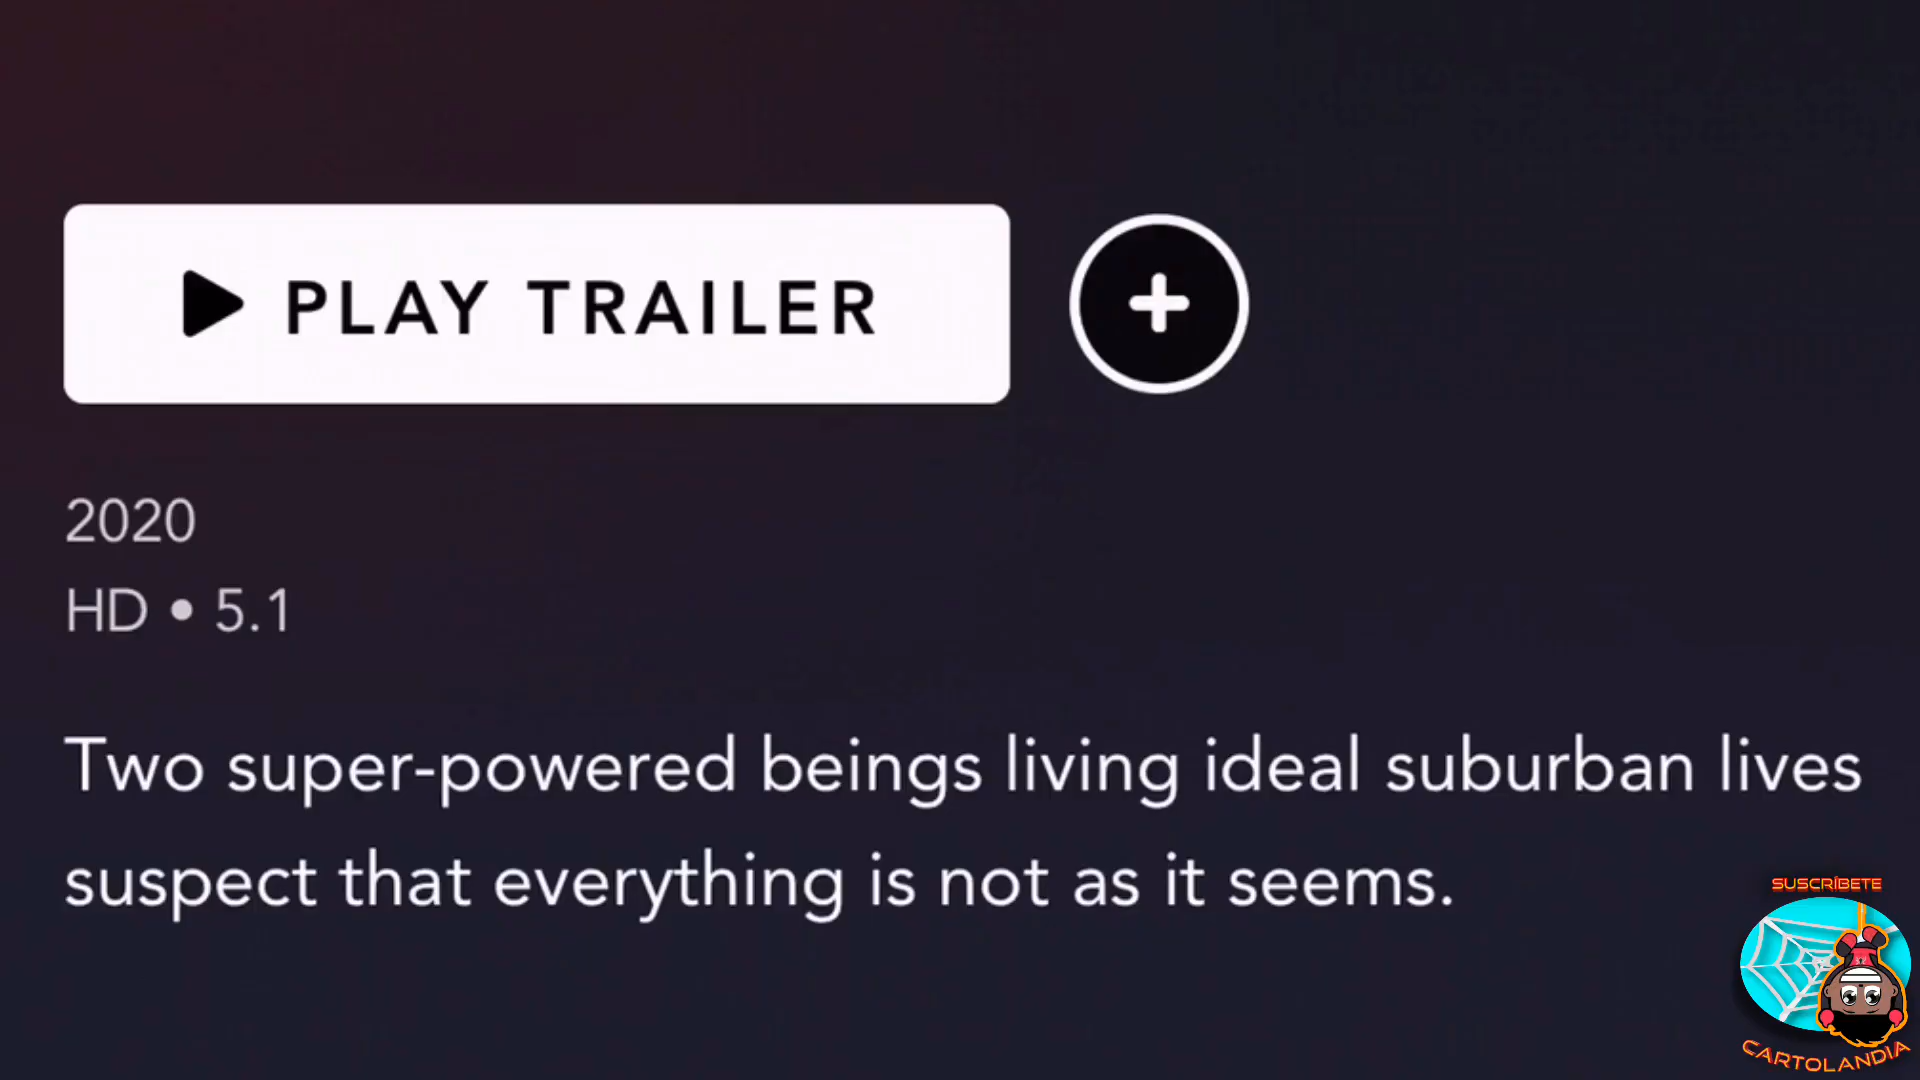 PLAY TRAILER
2020
HD • 5.1
Two super-powered beings living ideal suburban lives
suspect that everything is not as it seems.
SUSCRÍBETE
CARTOLANDIA